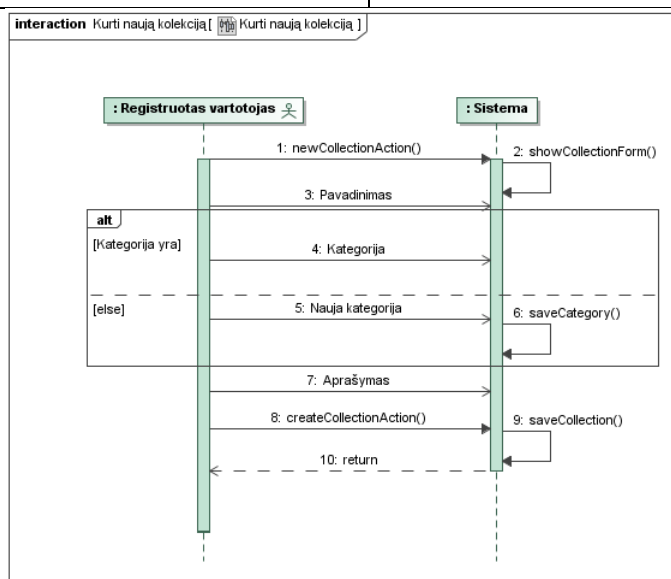 interaction Kurti naują kolekciją [ Kurti naują kolekciją ]
: Registruotas vartotojas
: Sistema
1: newCollectionAction()
2: showCollectionForm()
3: Pavadinimas
alt
[Kategorija yra]
4: Kategorija
[else]
5: Nauja kategorija
6: saveCategory()
7: Aprašymas
8: createCollectionAction()
9: saveCollection()
10: return